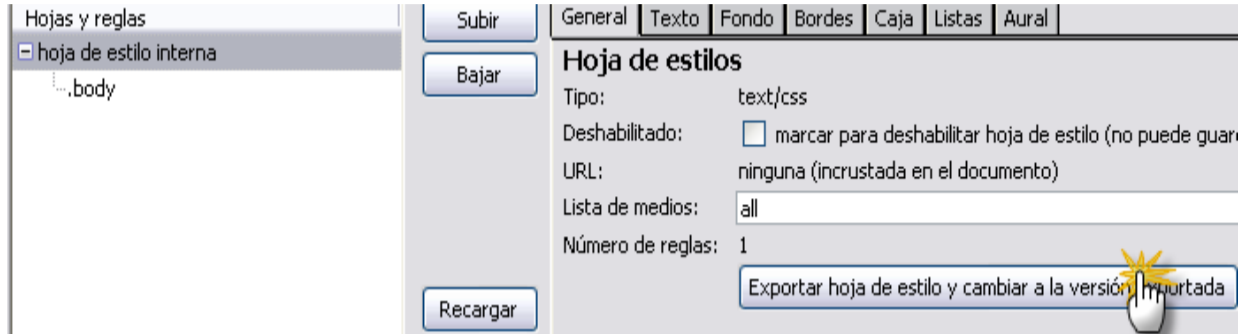 Hojas y reglas
hoja de estilo interna
.body
Subir
Bajar
Recargar
General Texto Fondo Bordes Caja Listas Aural
Hoja de estilos
Tipo: text/css
Deshabilitado: marcar para deshabilitar hoja de estilo (no puede
URL: ninguna (incrustada en el documento)
Lista de medios: all
Número de reglas: 1
Exportar hoja de estilo y cambiar a la versión